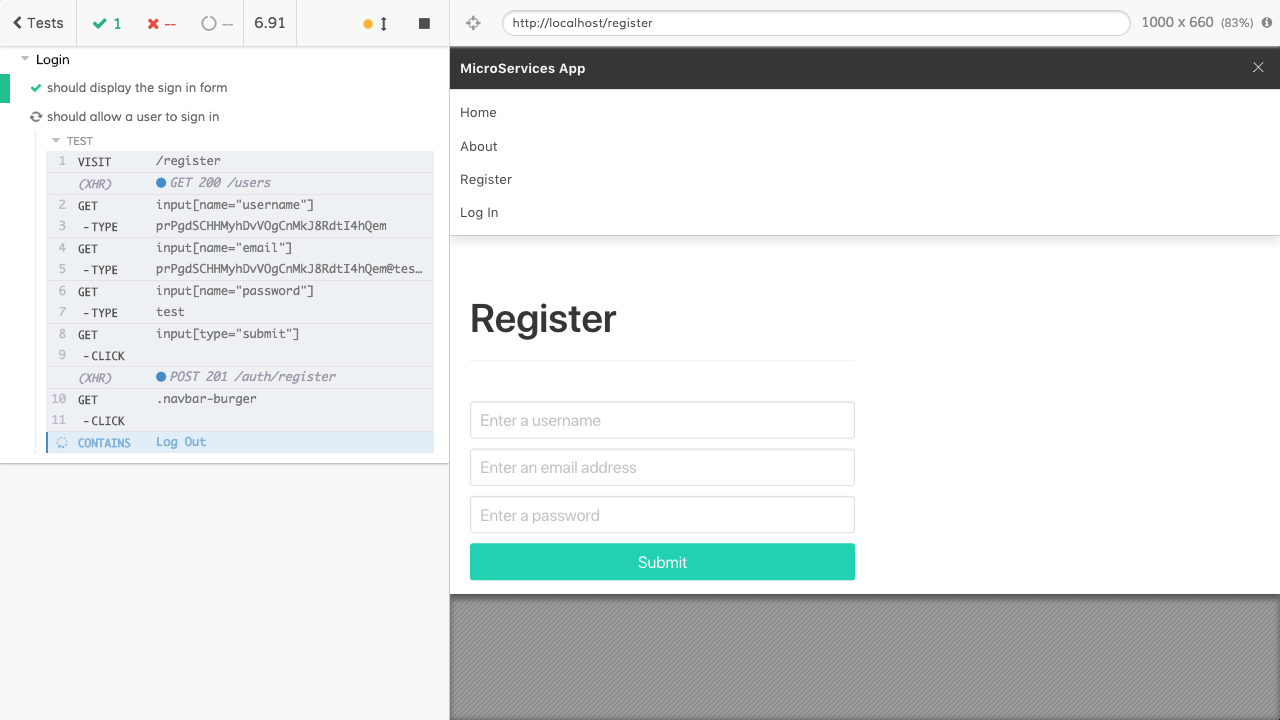 Tests 1 -- -- 6.91
http://localhost/register 1000 x 660 (83%)
Login
should display the sign in form
should allow a user to sign in
TEST
1 VISIT /register
(XHR) GET 200 /users
2 GET input[name="username"]
3 -TYPE prPgdSCHHMyhDvVOgCnMkJ8RdtI4hQem
4 GET input[name="email"]
5 -TYPE prPgdSCHHMyhDvVOgCnMkJ8RdtI4hQem@tes…
6 GET input[name="password"]
7 -TYPE test
8 GET input[type="submit"]
9 -CLICK
(XHR) POST 201 /auth/register
10 GET .navbar-burger
11 -CLICK
CONTAINS Log Out
MicroServices App
Home
About
Register
Log In
Register
Enter a username
Enter an email address
Enter a password
Submit